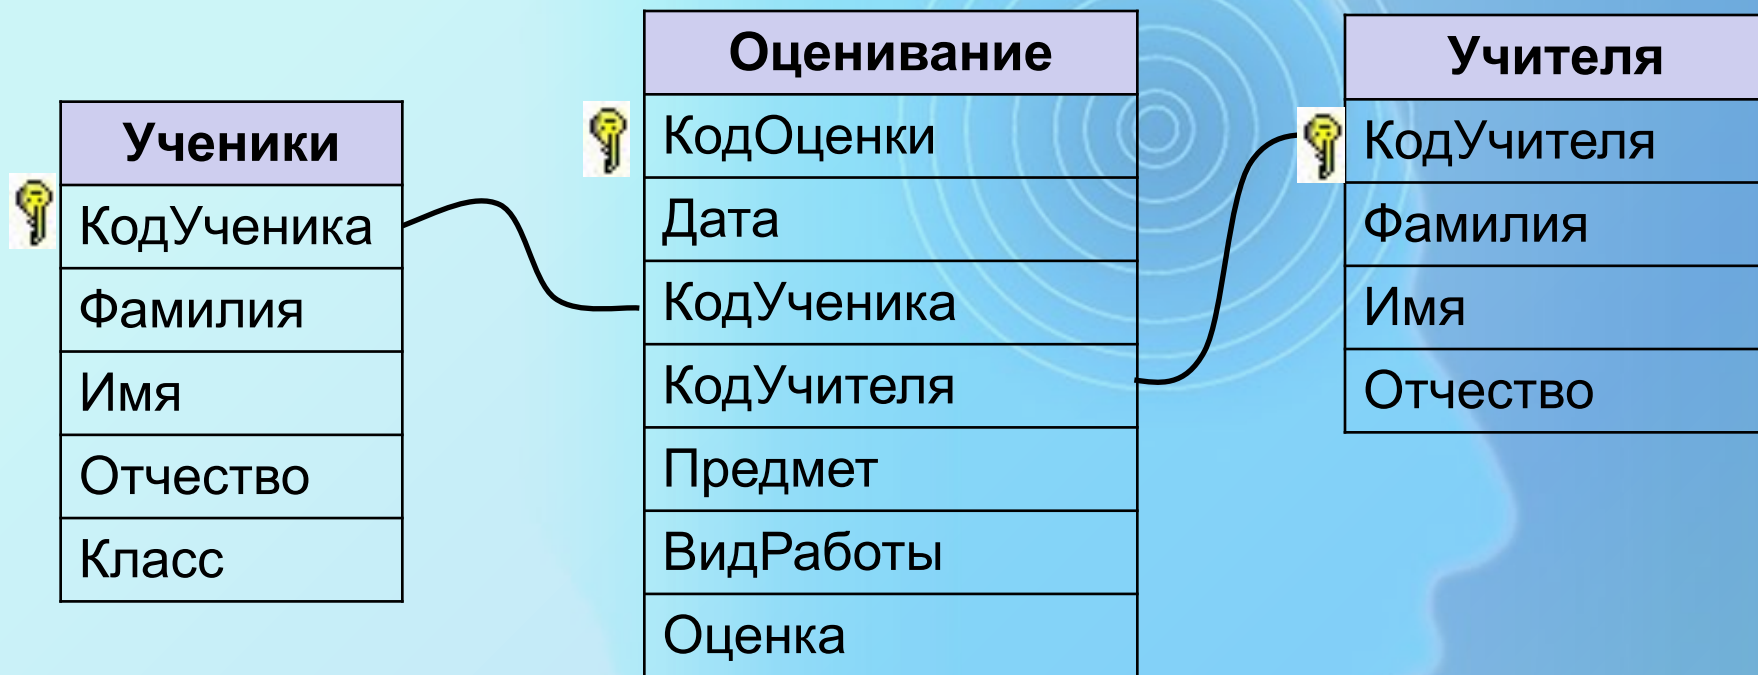 Ученики
КодУченика
Фамилия
Имя
Отчество
Класс
Оценивание
КодОценки
Дата
КодУченика
КодУчителя
Предмет
ВидРаботы
Оценка
Учителя
КодУчителя
Фамилия
Имя
Отчество